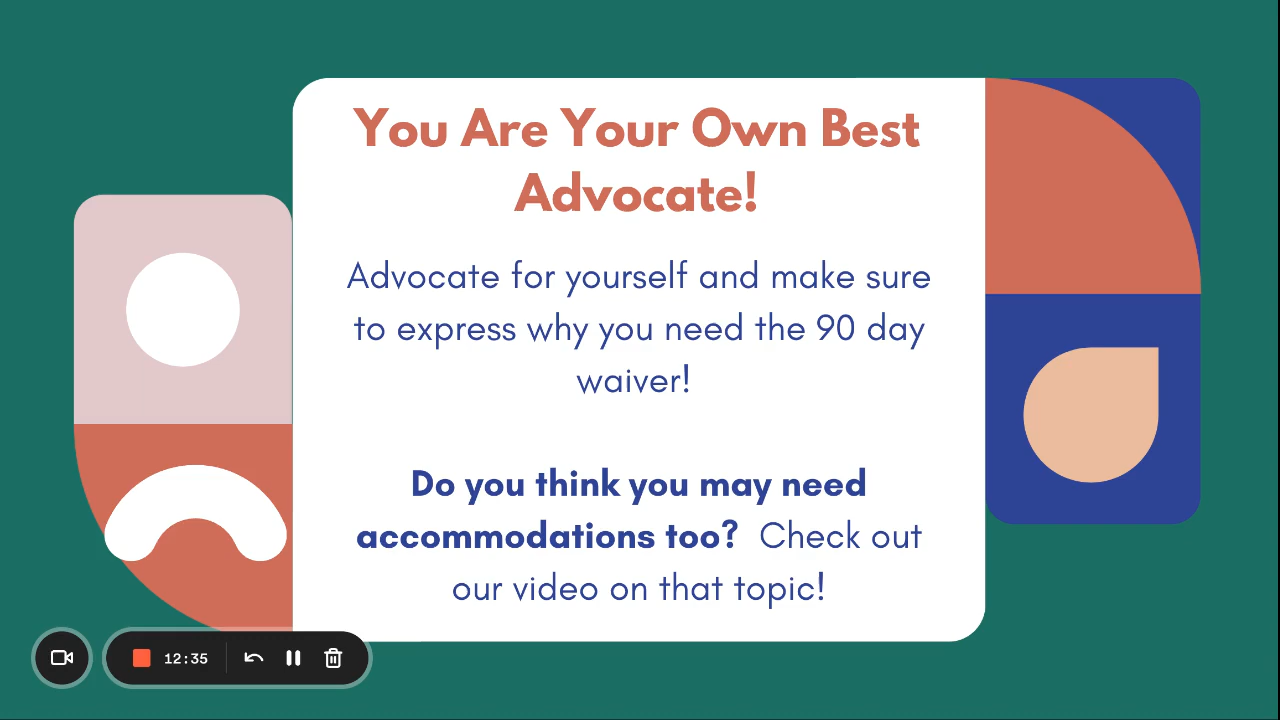 You Are Your Own Best
Advocate!
Advocate for yourself and make sure
to express why you need the 90 day
waiver!
Do you think you may need
accommodations too? Check out
our video on that topic!
12:35